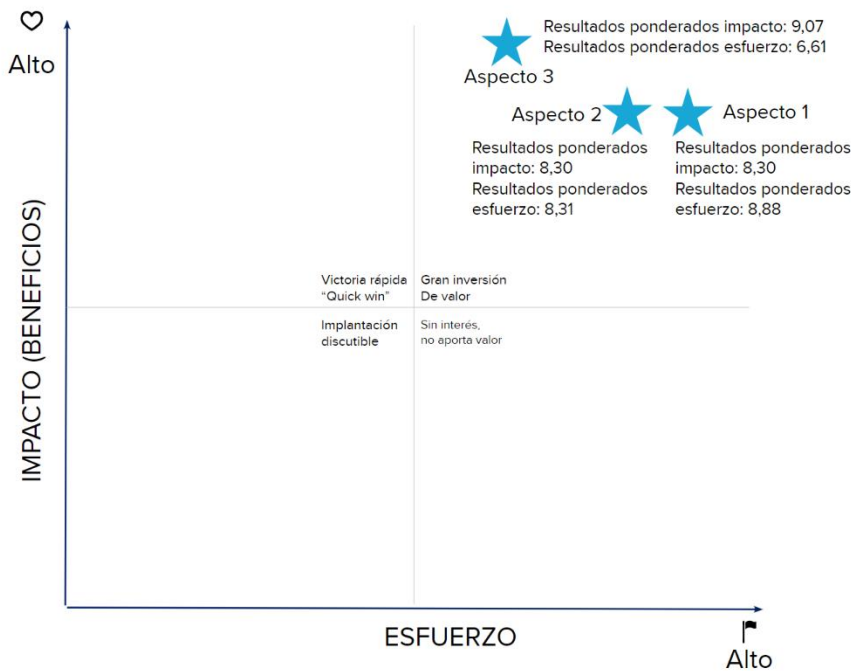 Alto
Resultados ponderados impacto: 9,07
Resultados ponderados esfuerzo: 6,61
Aspecto 3
Aspecto 2
Aspecto 1
Resultados ponderados
impacto: 8,30
Resultados ponderados
esfuerzo: 8,31
Resultados ponderados
impacto: 8,30
Resultados ponderados
esfuerzo: 8,88
IMPACTO (BENEFICIOS)
Victoria rápida
“Quick win”
Gran inversión
De valor
Implantación
discutible
Sin interés,
no aporta valor
ESFUERZO
Alto